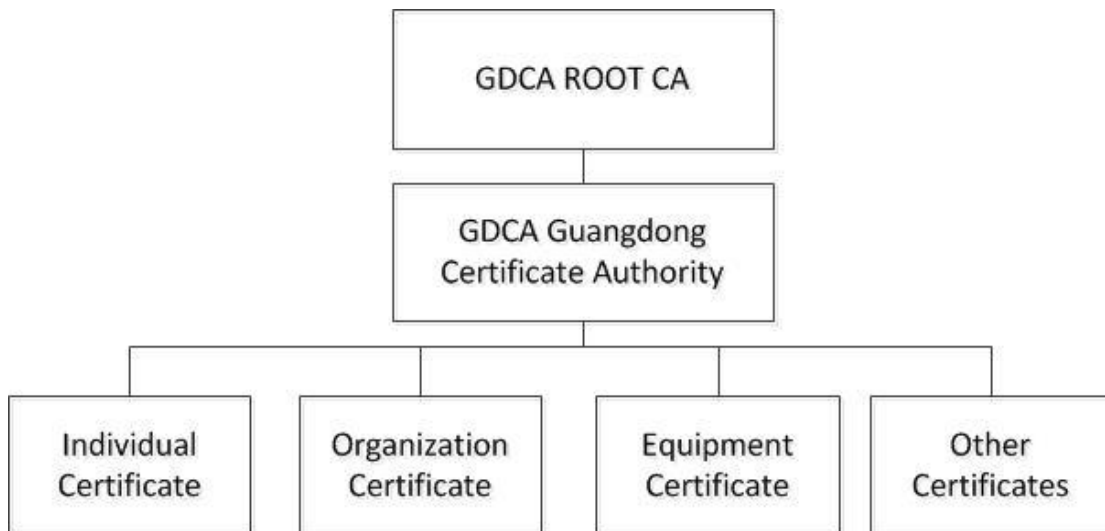 GDCA ROOT CA
GDCA Guangdong
Certificate Authority
Individual
Certificate
Organization
Certificate
Equipment
Certificate
Other
Certificates